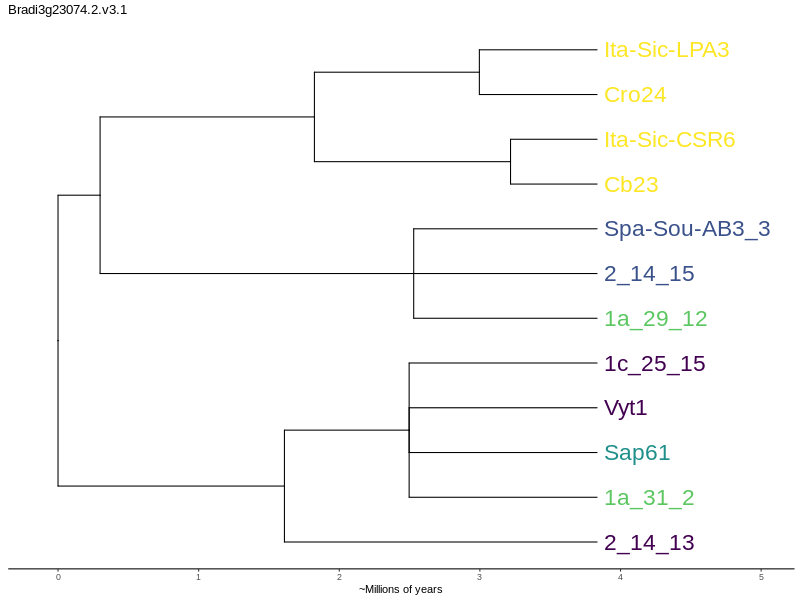 Bradi3g23074.2.v3.1
Ita-Sic-LPA3
Cro24
Ita-Sic-CSR6
Cb23
Spa-Sou-AB3_3
2_14_15
1a_29_12
1c_25_15
Vyt1
Sap61
1a_31_2
2_14_13
0 1 2 3 4 5
~Millions of years